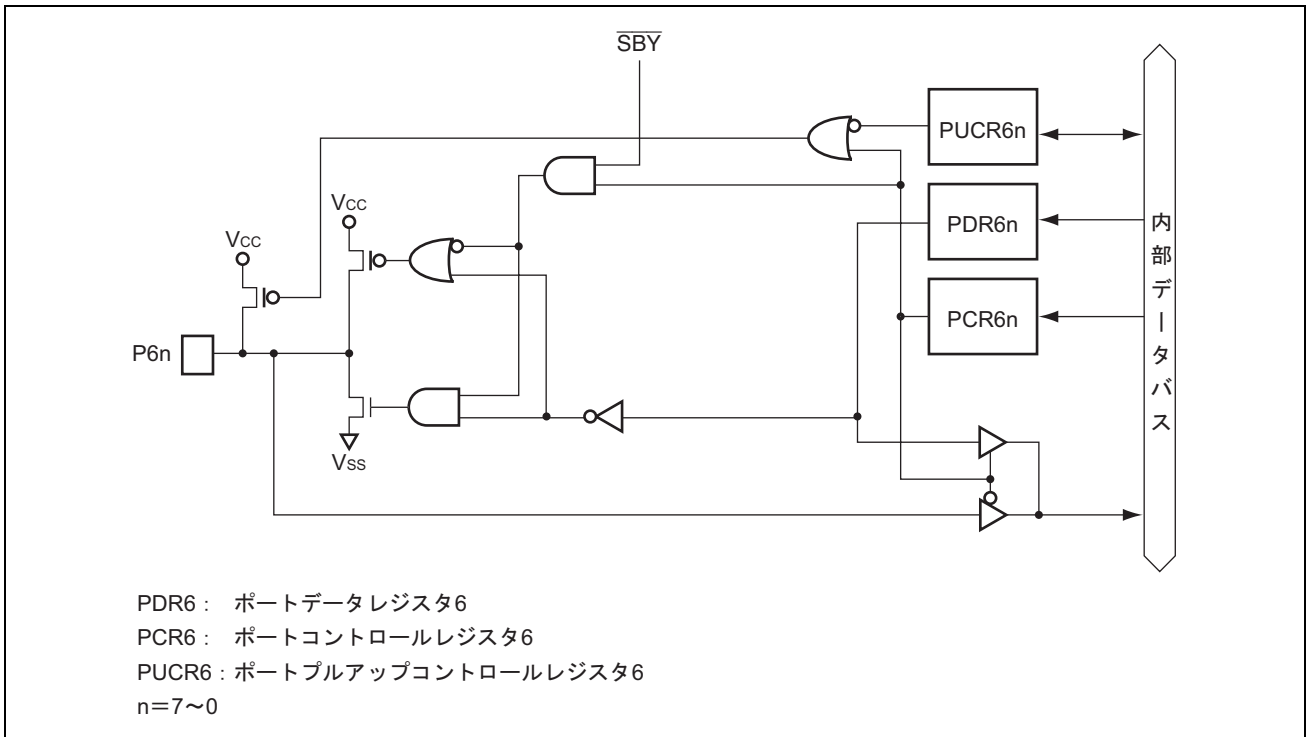 SBY
PUCR6n
VCC
PDR6n
VCC
内部データバス
PCR6n
P6n
VSS
PDR6： ポートデータレジスタ6
PCR6： ポートコントロールレジスタ6
PUCR6：ポートプルアップコントロールレジスタ6
n＝7～0